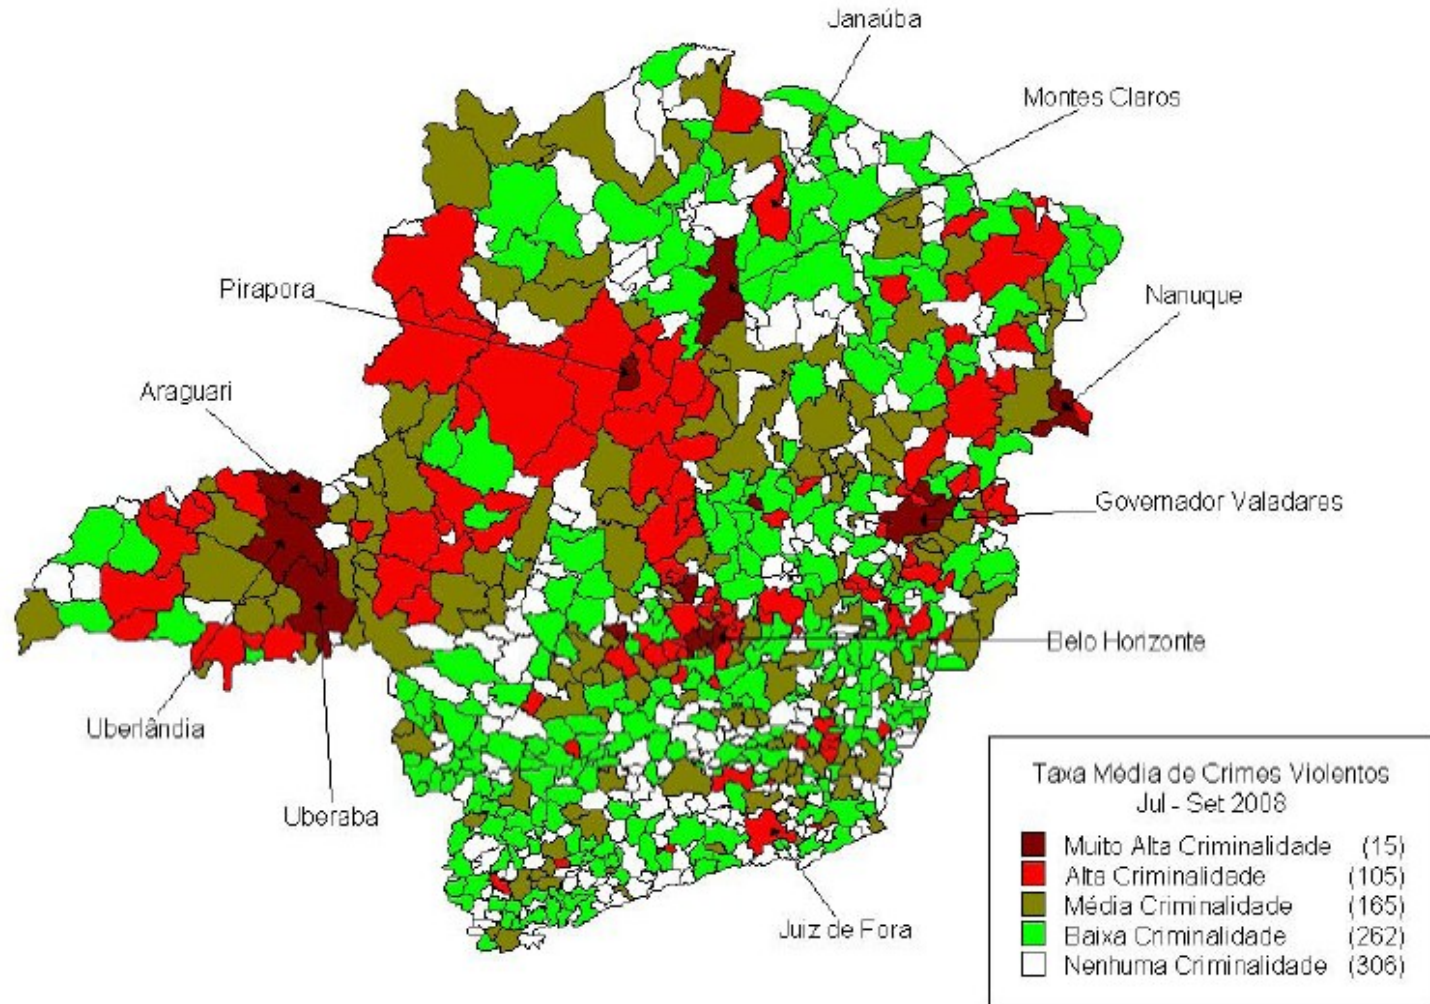 Janaúba
Montes Claros
Pirapora
Nanuque
Araguari
Governador Valadares
Belo Horizonte
Uberlândia
Uberaba
Juiz de Fora
Taxa Média de Crimes Violentos
Jul - Set 2008
Muito Alta Criminalidade (15)
Alta Criminalidade (105)
Média Criminalidade (165)
Baixa Criminalidade (262)
Nenhuma Criminalidade (306)